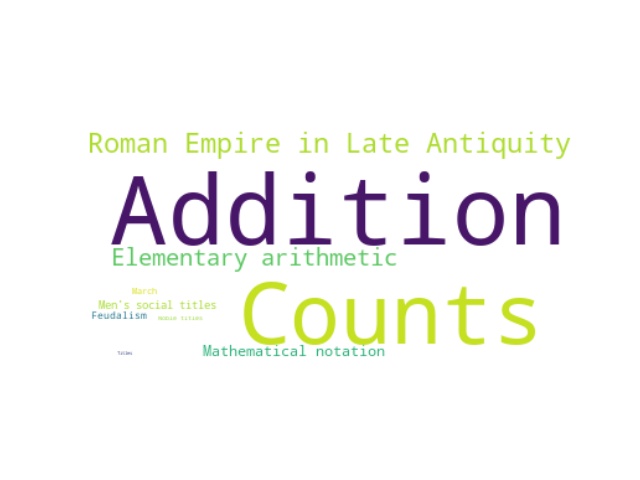 Roman Empire in Late Antiquity
Addition
Elementary arithmetic
March
Counts
Men's social titles
Feudalism
Noble titles
Mathematical notation
Titles